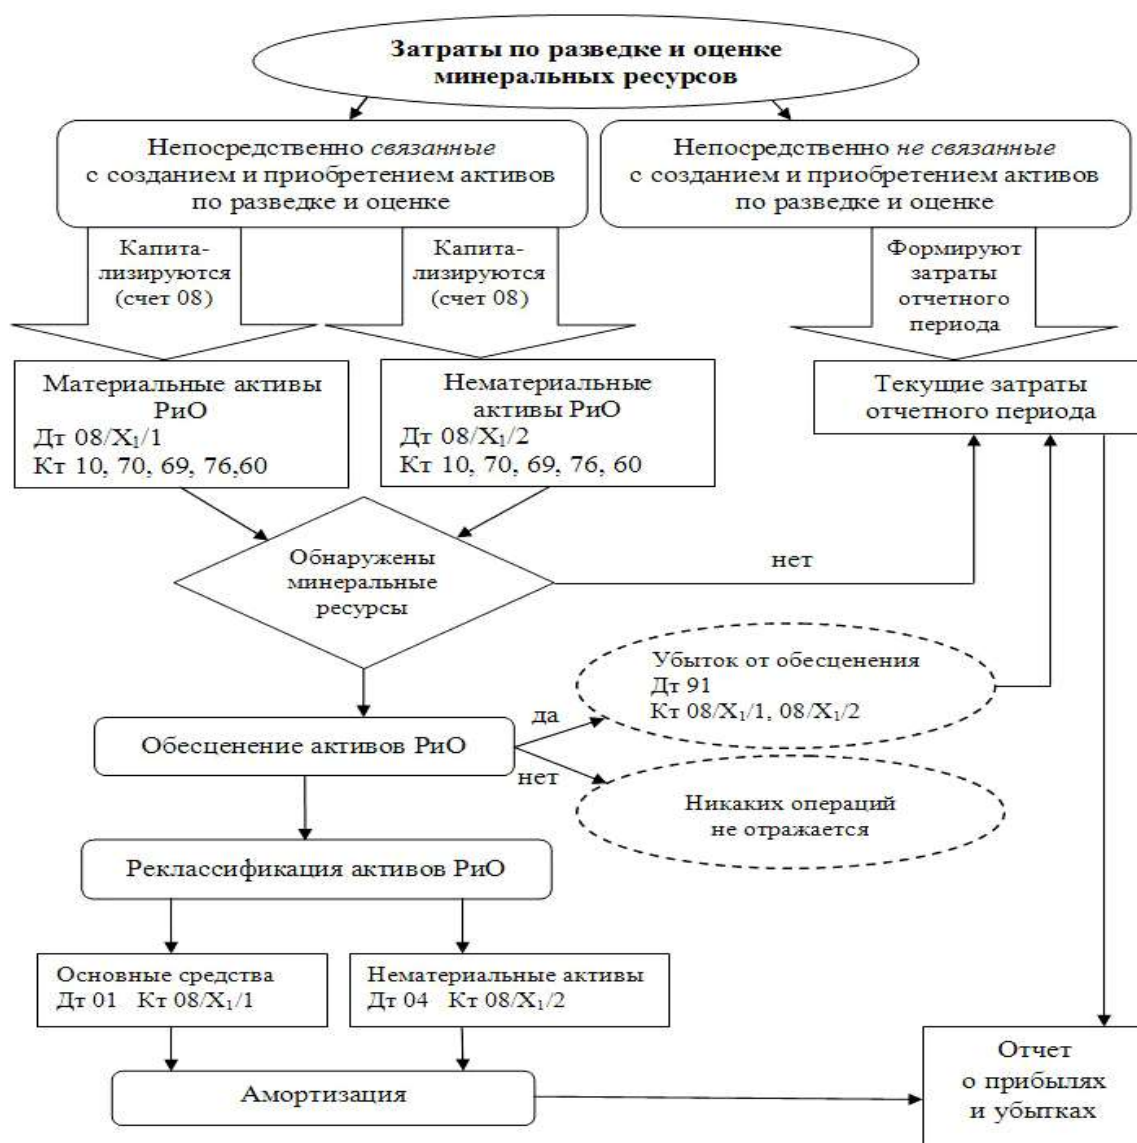 Затраты по разведке и оценке
минеральных ресурсов
Непосредственно связанные
с созданием и приобретением активов
по разведке и оценке
Непосредственно не связанные
с созданием и приобретением активов
по разведке и оценке
Капита-
лизируются
(счет 08)
Капита-
лизируются
(счет 08)
Формируют
затраты
отчетного
периода
Материальные активы
РиО
Дт 08/X₁/1
Кт 10, 70, 69, 76,60
Нематериальные
активы РиО
Дт 08/X₁/2
Кт 10, 70, 69, 76, 60
Текущие затраты
отчетного периода
Обнаружены
минеральные
ресурсы
нет
Убыток от обесценения
Дт 91
Кт 08/X₁/1, 08/X₁/2
Обесценение активов РиО
да
нет
Никаких операций
не отражается
Реклассификация активов РиО
Основные средства
Дт 01 Кт 08/X₁/1
Нематериальные активы
Дт 04 Кт 08/X₁/2
Амортизация
Отчет
о прибылях
и убытках